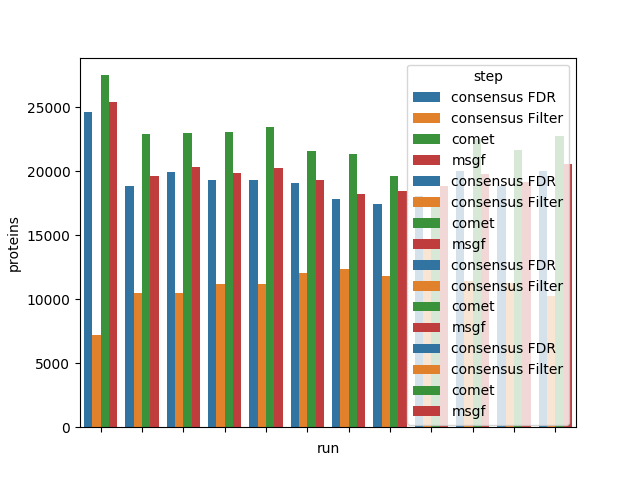 step
consensus FDR
consensus Filter
comet
msgf
consensus FDR
consensus Filter
comet
msgf
consensus FDR
consensus Filter
comet
msgf
consensus FDR
consensus Filter
comet
msgf
25000
20000
15000
10000
5000
0
proteins
run